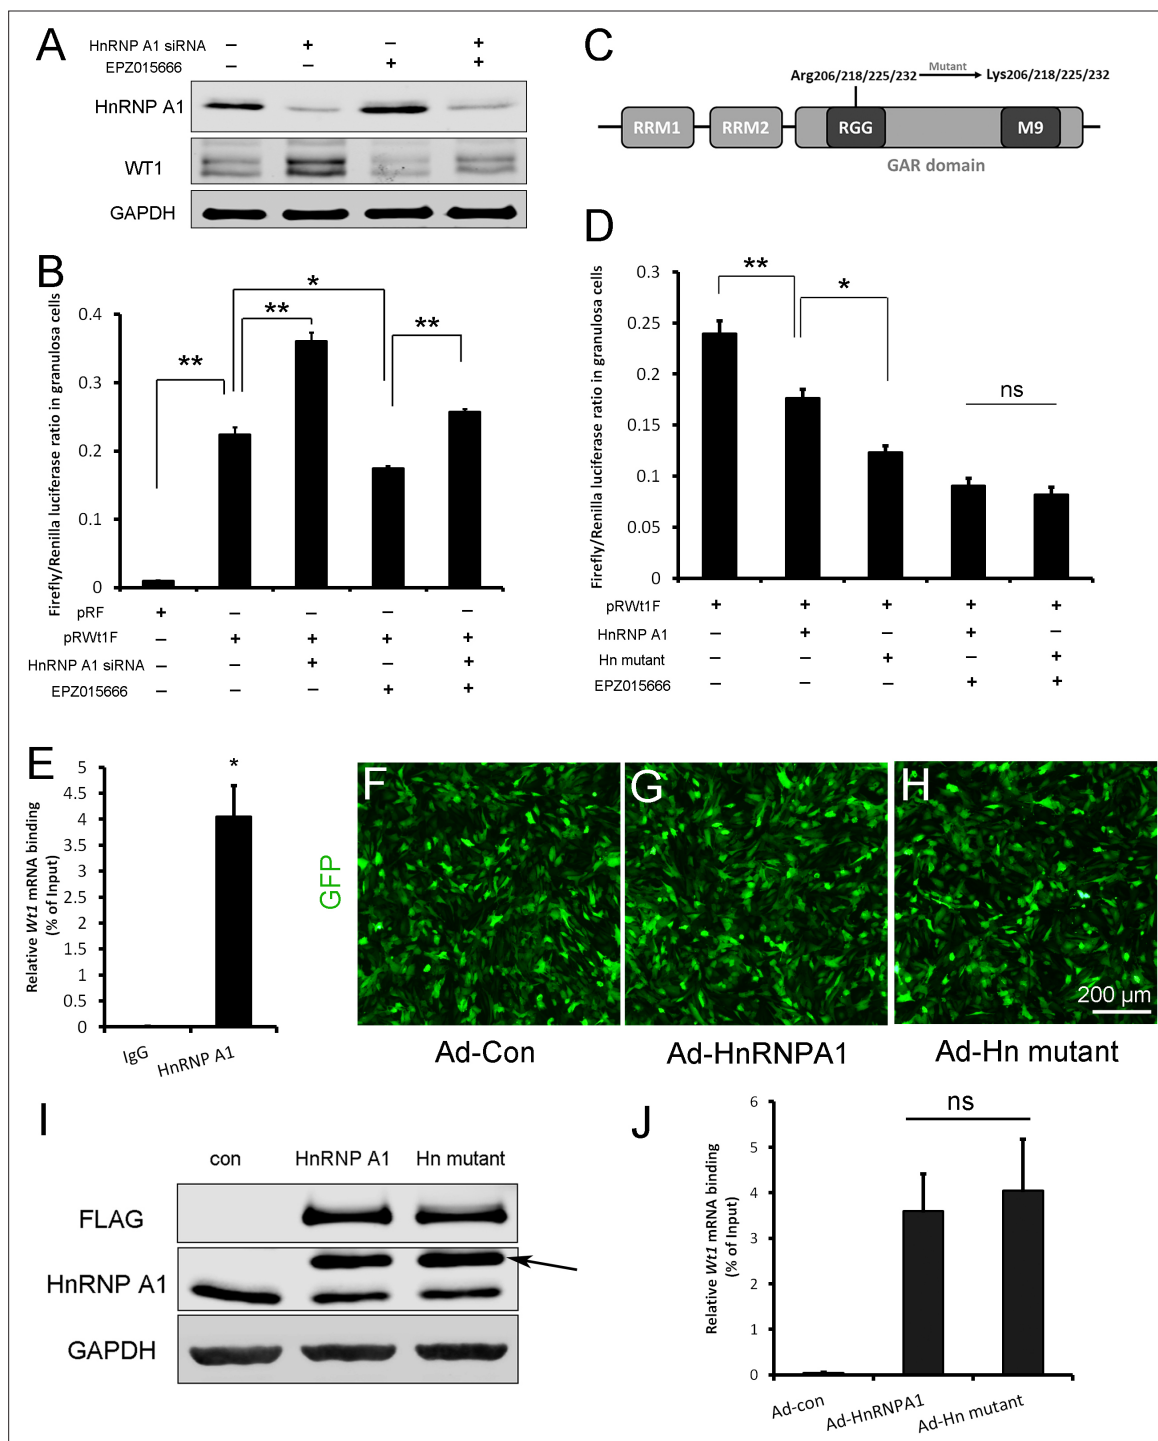 A
HnRNP A1 siRNA – + – +
EPZ015666 – – + +
HnRNP A1
WT1
GAPDH
B
Firefly/Renilla luciferase ratio in granulosa cells
0.4
0.3
0.2
0.1
0
**
**
*
**
pRF + – – – –
pRWt1F – + + + +
HnRNP A1 siRNA – – + – +
EPZ015666 – – – + +
C
Mutant
Arg206/218/225/232 Lys206/218/225/232
RRM1 RRM2 RGG M9
GAR domain
D
Firefly/Renilla luciferase ratio in granulosa cells
0.3
0.25
0.2
0.15
0.1
0.05
0
**
*
ns
pRWt1F + + + + +
HnRNP A1 – + – + –
Hn mutant – – + – +
EPZ015666 – – – + +
E
Relative Wt1 mRNA binding
(% of Input)
5
4.5
4
3.5
3
2.5
2
1.5
1
0.5
0
*
IgG HnRNP A1
GFP
F G H
200 µm
Ad-Con Ad-HnRNPA1 Ad-Hn mutant
I
con HnRNP A1 Hn mutant
FLAG
HnRNP A1
GAPDH
J
Relative Wt1 mRNA binding
(% of Input)
6
5
4
3
2
1
0
ns
Ad-con Ad-HnRNPA1 Ad-Hn mutant